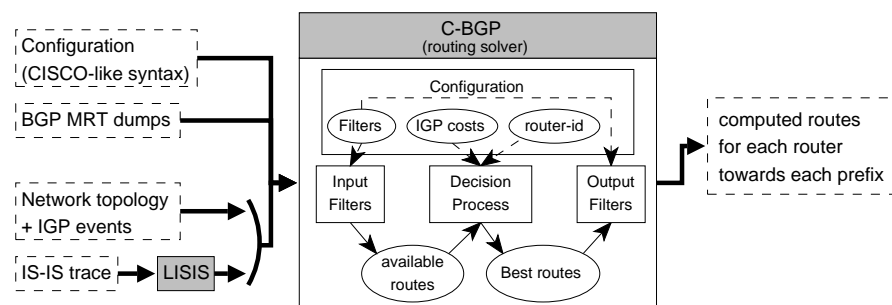 Configuration
(CISCO-like syntax)
BGP MRT dumps
Network topology
+ IGP events
IS-IS trace
LISIS
C-BGP
(routing solver)
Configuration
Filters
IGP costs
router-id
Input
Filters
Decision
Process
Output
Filters
available
routes
Best routes
computed routes
for each router
towards each prefix